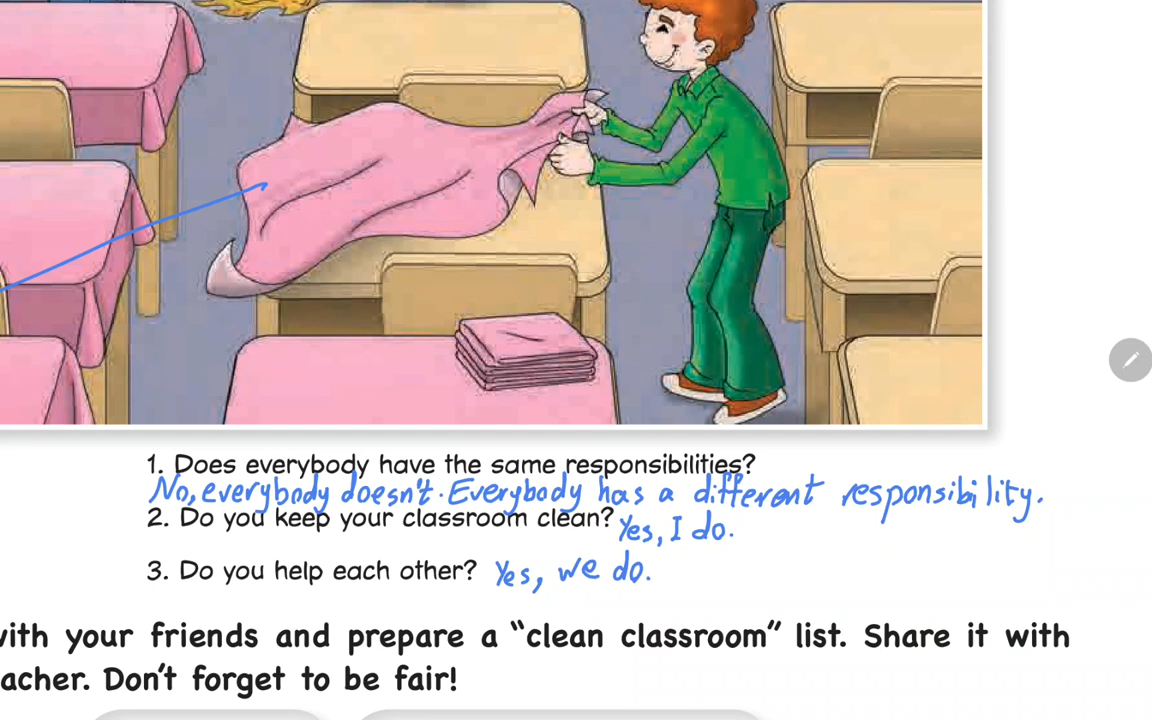 1. Does everybody have the same responsibilities?
No, everybody doesn't. Everybody has a different responsibility.
2. Do you keep your classroom clean? Yes, I do.
3. Do you help each other? Yes, we do.
with your friends and prepare a “clean classroom” list. Share it with
acher. Don't forget to be fair!